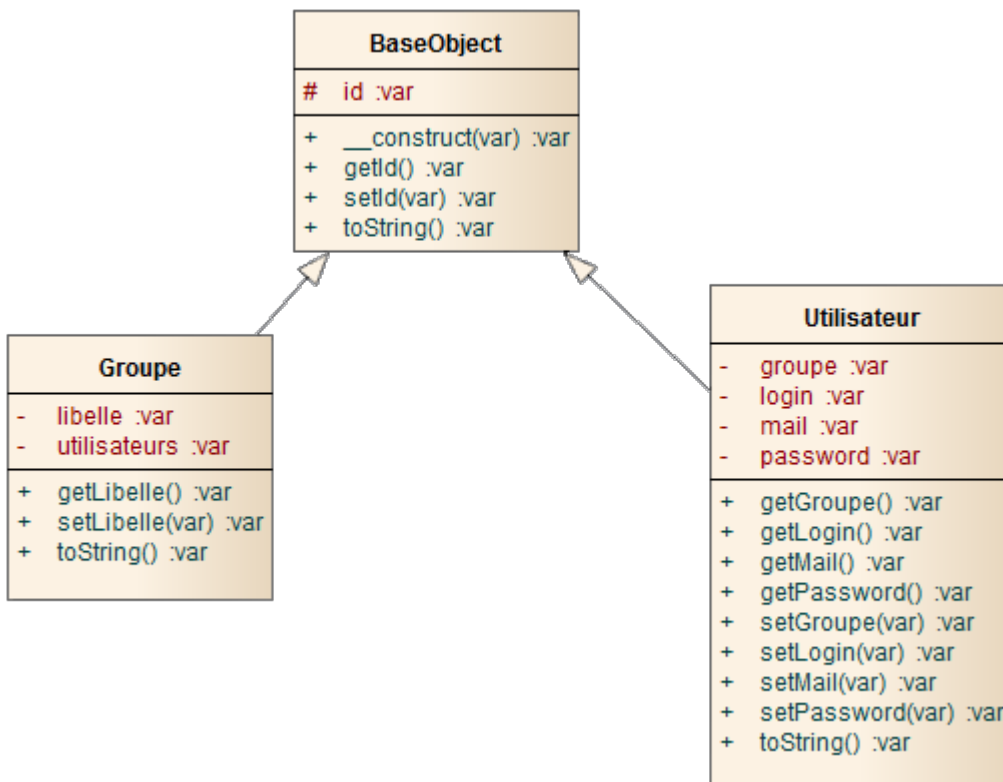 BaseObject
# id :var
+ __construct(var) :var
+ getId() :var
+ setId(var) :var
+ toString() :var
Groupe
- libelle :var
- utilisateurs :var
+ getLibelle() :var
+ setLibelle(var) :var
+ toString() :var
Utilisateur
- groupe :var
- login :var
- mail :var
- password :var
+ getGroupe() :var
+ getLogin() :var
+ getMail() :var
+ getPassword() :var
+ setGroupe(var) :var
+ setLogin(var) :var
+ setMail(var) :var
+ setPassword(var) :var
+ toString() :var